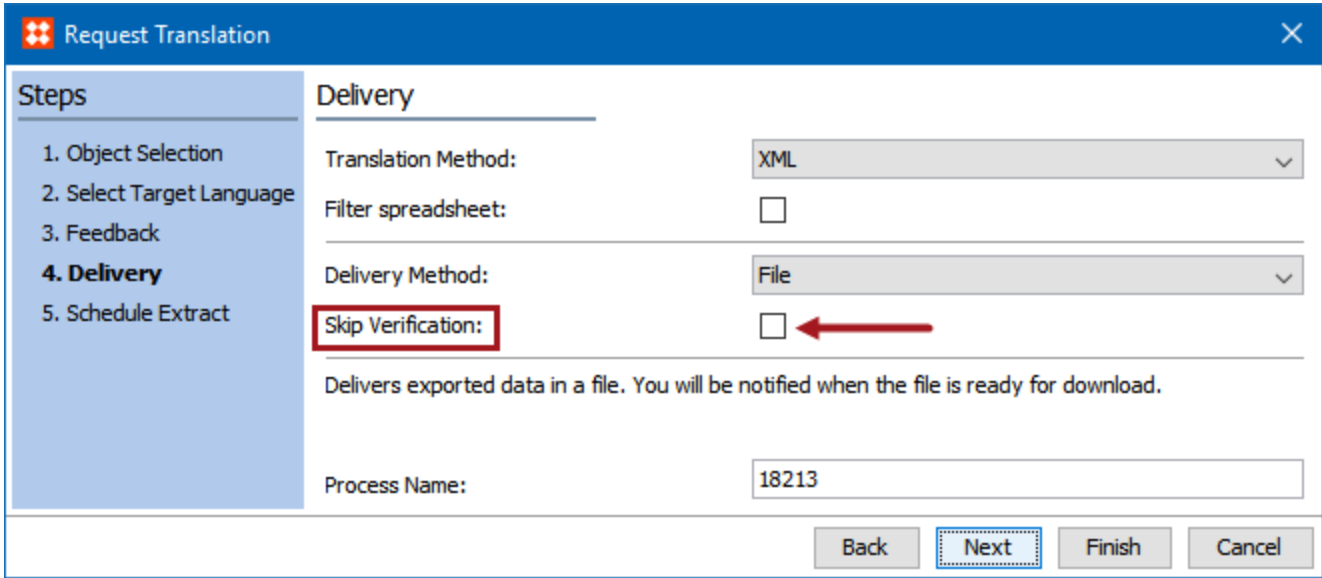 Request Translation
Steps
1. Object Selection
2. Select Target Language
3. Feedback
4. Delivery
5. Schedule Extract
Delivery
Translation Method: XML
Filter spreadsheet:
Delivery Method: File
Skip Verification:
Delivers exported data in a file. You will be notified when the file is ready for download.
Process Name: 18213
Back Next Finish Cancel